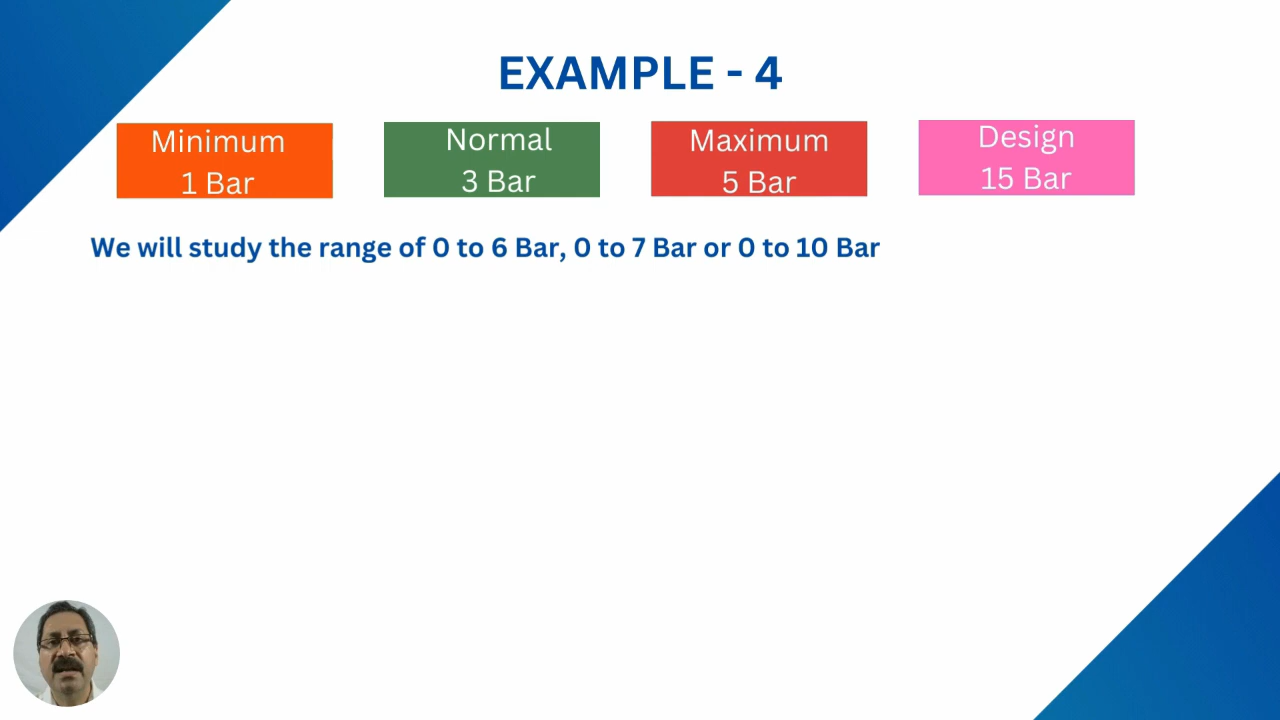 EXAMPLE - 4
Minimum
1 Bar
Normal
3 Bar
Maximum
5 Bar
Design
15 Bar
We will study the range of 0 to 6 Bar, 0 to 7 Bar or 0 to 10 Bar